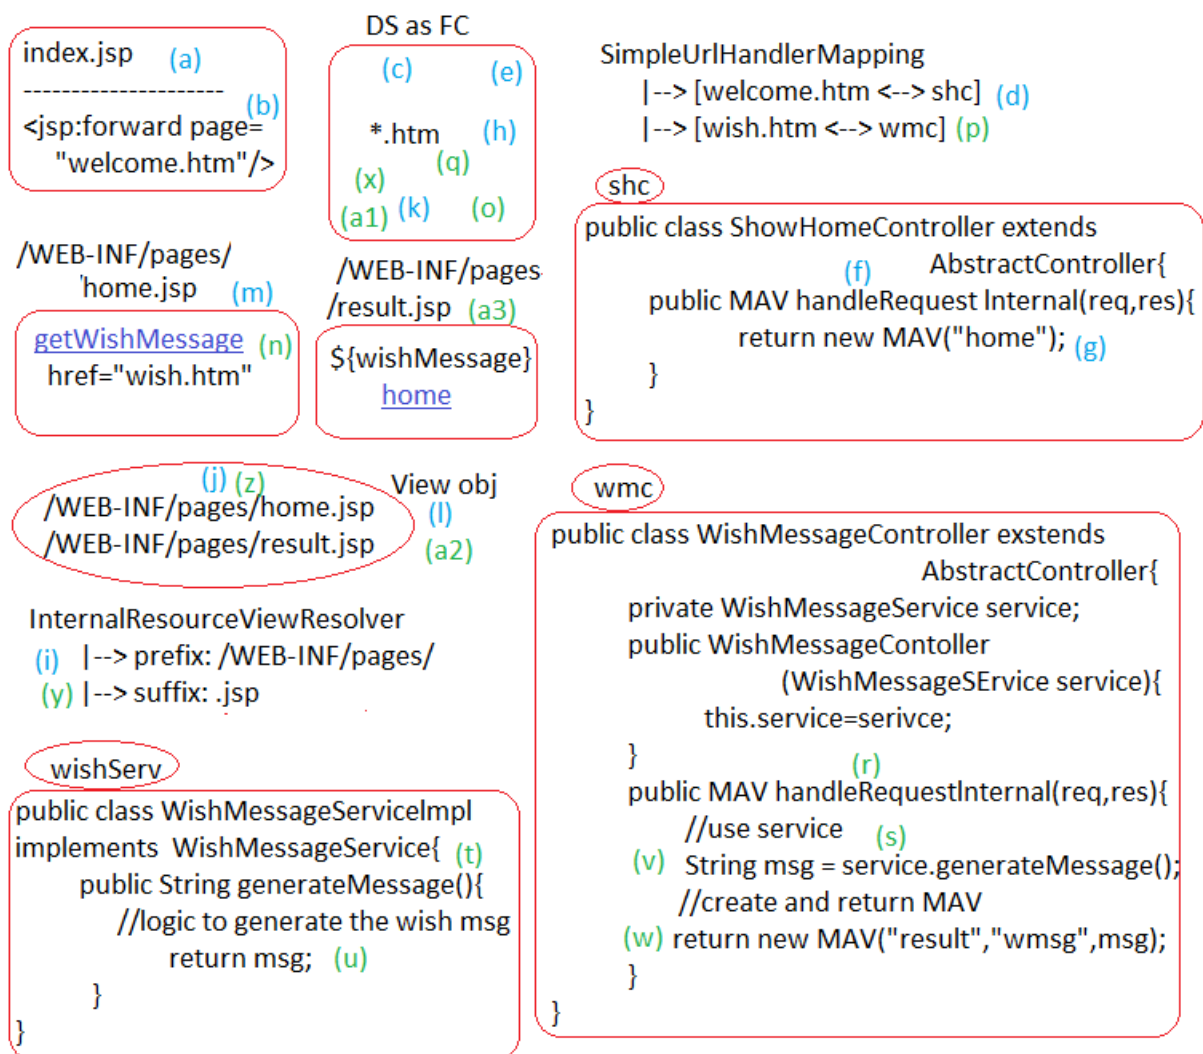 index.jsp (a)
---------------------
(b)
<jsp:forward page=
"welcome.htm"/>
DS as FC
(c) (e)
*.htm (h)
(q)
(x)
(a1) (k) (o)
SimpleUrlHandlerMapping
|--> [welcome.htm <--> shc] (d)
|--> [wish.htm <--> wmc] (p)
shc
public class ShowHomeController extends
(f) AbstractController{
public MAV handleRequest Internal(req,res){
return new MAV("home"); (g)
}
}
/WEB-INF/pages/
'home.jsp (m)
getWishMessage (n)
href="wish.htm"
/WEB-INF/pages
/result.jsp (a3)
${wishMessage}
home
(j) (z)
/WEB-INF/pages/home.jsp
/WEB-INF/pages/result.jsp
View obj
(l)
(a2)
InternalResourceViewResolver
(i) |--> prefix: /WEB-INF/pages/
(y) |--> suffix: .jsp
wishServ
public class WishMessageServiceImpl
implements WishMessageService{ (t)
public String generateMessage(){
//logic to generate the wish msg
return msg; (u)
}
}
wmc
public class WishMessageController exstends
AbstractController{
private WishMessageService service;
public WishMessageContoller
(WishMessageSErvice service){
this.service=serivce;
}
(r)
public MAV handleRequestInternal(req,res){
//use service (s)
(v) String msg = service.generateMessage();
//create and return MAV
(w) return new MAV("result","wmsg",msg);
}
}